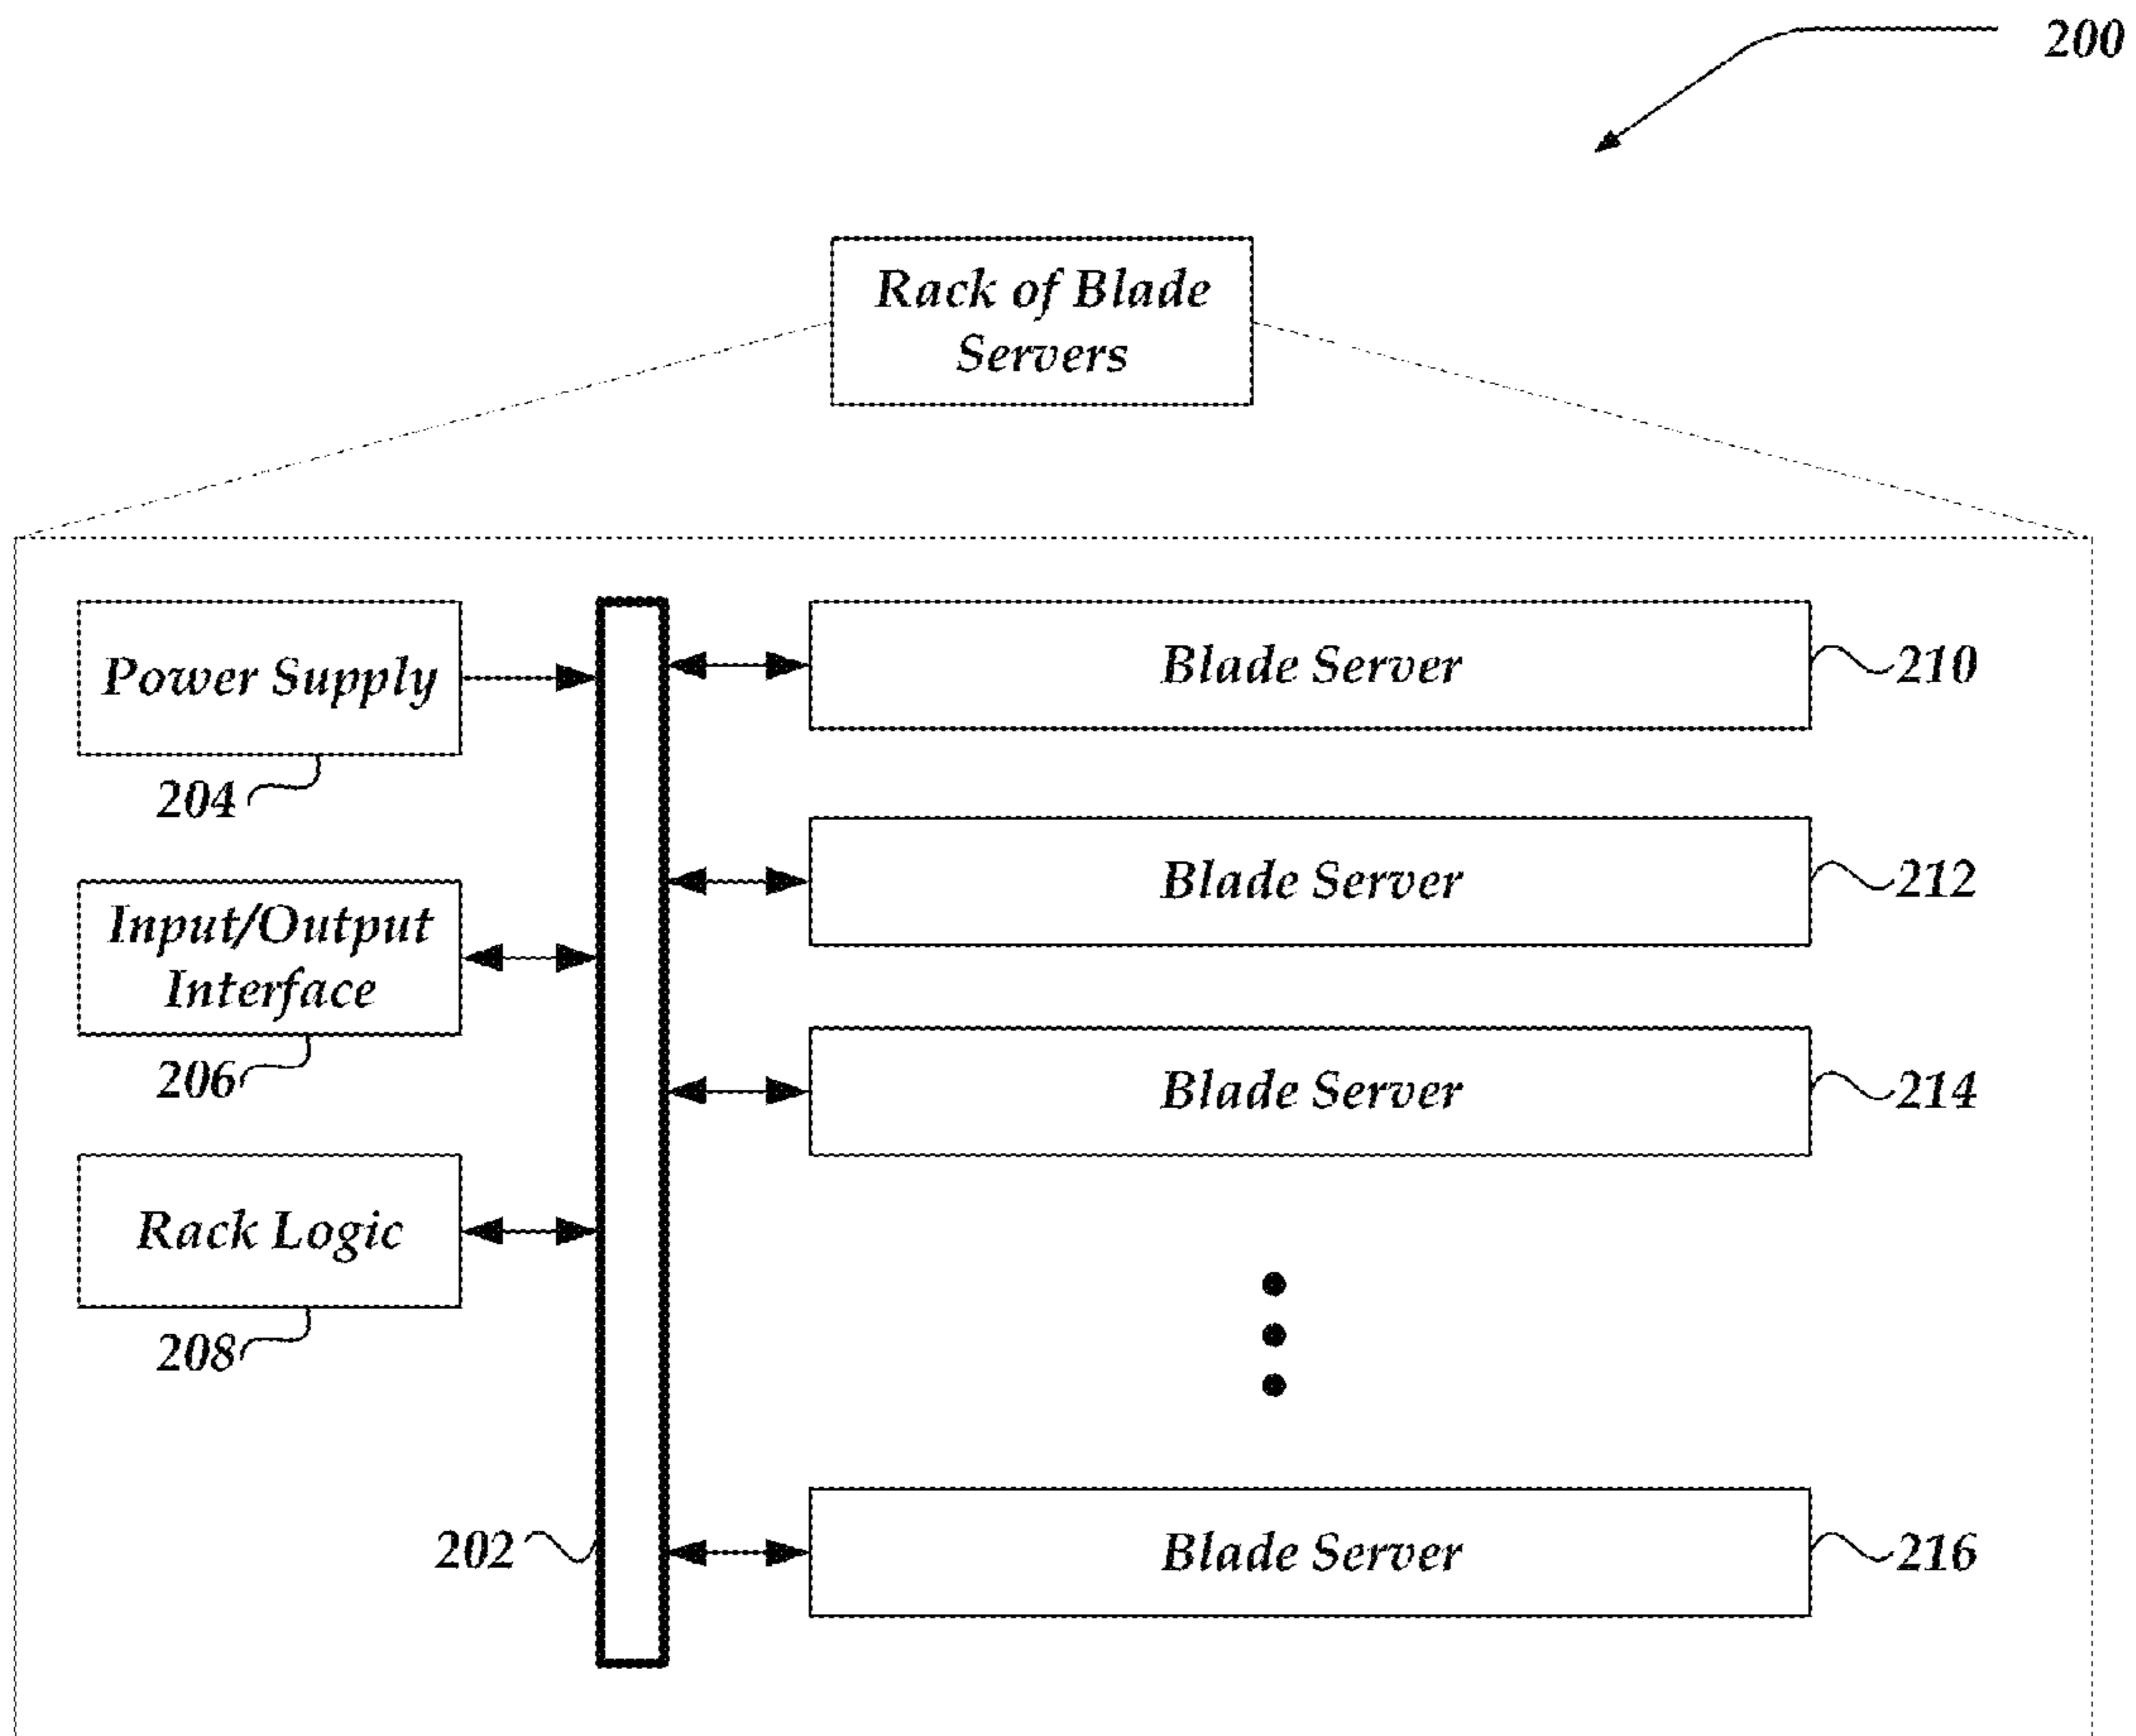 200
Rack of Blade
Servers
Power Supply
204
Input/Output
Interface
206
Rack Logic
208
202
Blade Server
210
Blade Server
212
Blade Server
214
Blade Server
216